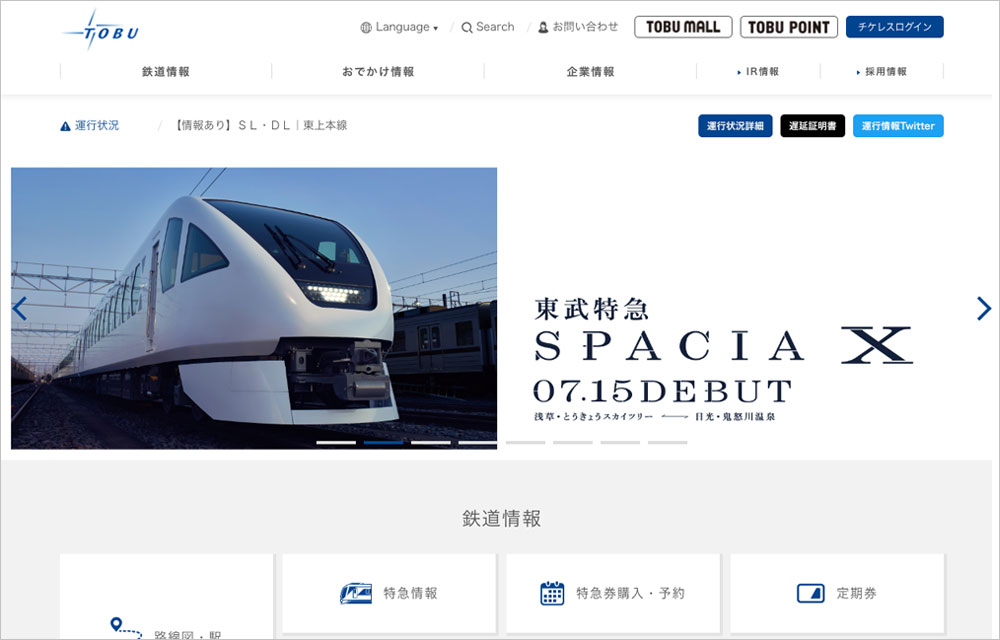 TOBU
Language
Search
お問い合わせ
TOBU MALL
TOBU POINT
チケレスログイン
鉄道情報
おでかけ情報
企業情報
IR情報
採用情報
運行状況
【情報あり】ＳＬ・ＤＬ｜東上本線
運行状況詳細
遅延証明書
運行情報Twitter
東武特急
SPACIA X
07.15DEBUT
浅草・とうきょうスカイツリー ⟷ 日光・鬼怒川温泉
鉄道情報
特急情報
特急券購入・予約
定期券
路線図・駅